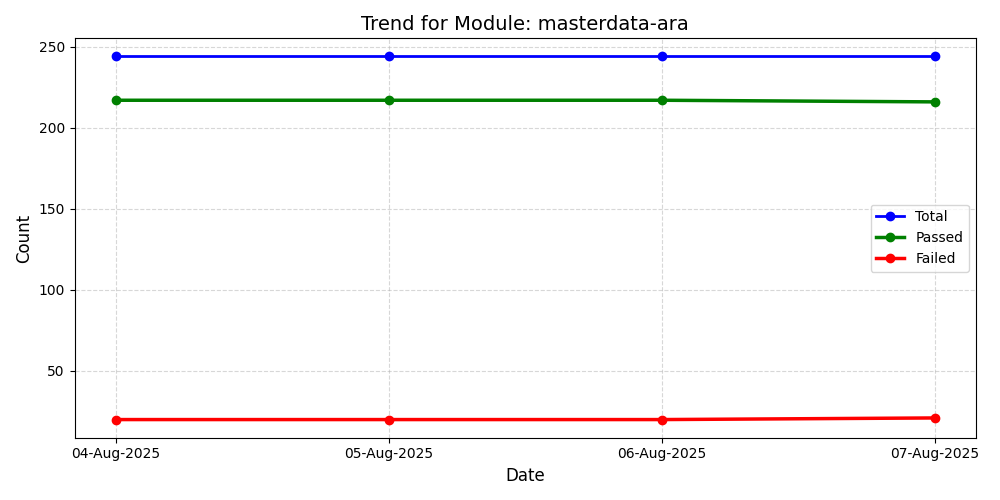 Trend for Module: masterdata-ara
250
200
150
100
50
Count
Total
Passed
Failed
04-Aug-2025
05-Aug-2025
06-Aug-2025
07-Aug-2025
Date